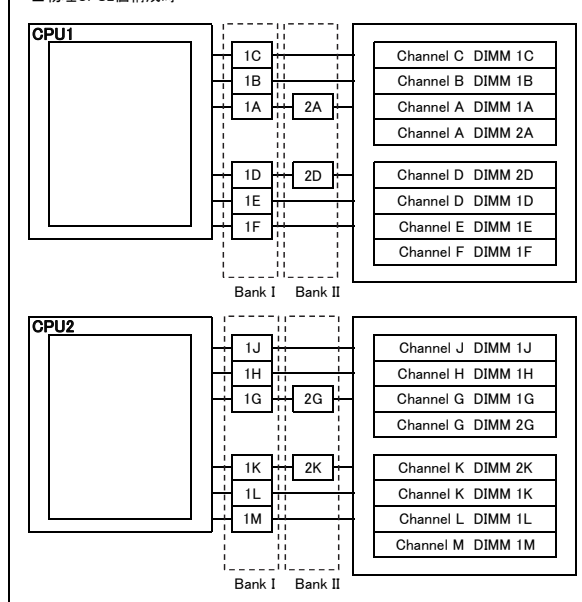 CPU1
1C
1B
1A 2A
1D 2D
1E
1F
Channel C DIMM 1C
Channel B DIMM 1B
Channel A DIMM 1A
Channel A DIMM 2A
Channel D DIMM 2D
Channel D DIMM 1D
Channel E DIMM 1E
Channel F DIMM 1F
Bank I Bank II
CPU2
1J
1H
1G 2G
1K 2K
1L
1M
Channel J DIMM 1J
Channel H DIMM 1H
Channel G DIMM 1G
Channel G DIMM 2G
Channel K DIMM 2K
Channel K DIMM 1K
Channel L DIMM 1L
Channel M DIMM 1M
Bank I Bank II